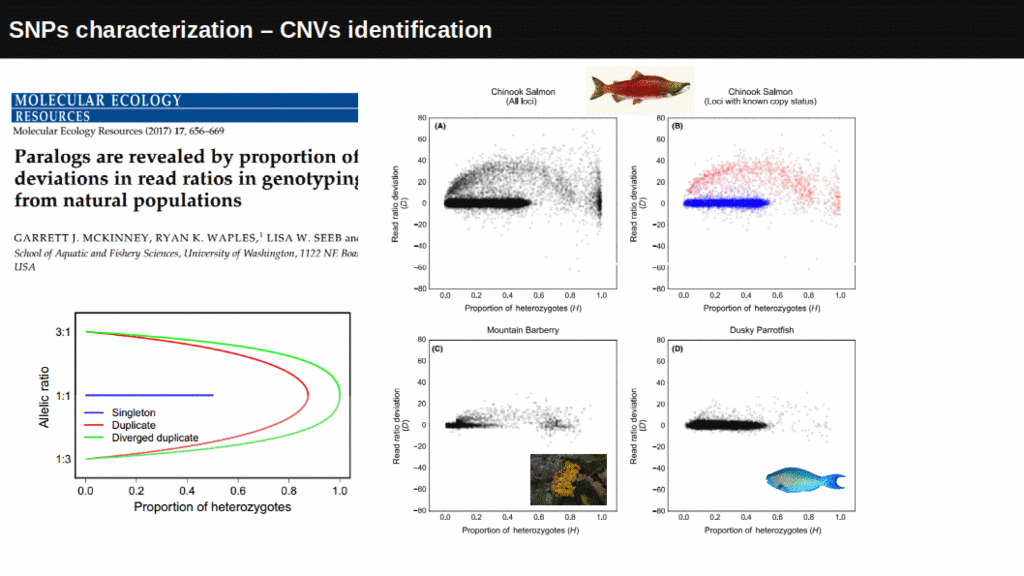 SNPs characterization – CNVs identification
MOLECULAR ECOLOGY
RESOURCES
Molecular Ecology Resources (2017) 17, 656–669
Paralogs are revealed by proportion of
deviations in read ratios in genotyping
from natural populations
GARRETT J. MCKINNEY, RYAN K. WAPLES,¹ LISA W. SEEB and
School of Aquatic and Fishery Sciences, University of Washington, 1122 NE Boat
USA
3:1
1:1
1:3
Allelic ratio
Singleton
Duplicate
Diverged duplicate
0.0 0.2 0.4 0.6 0.8 1.0
Proportion of heterozygotes
Chinook Salmon
(All loci)
(A)
80
60
40
20
0
−20
−40
−60
−80
Read ratio deviation
(D)
0.0 0.2 0.4 0.6 0.8 1.0
Proportion of heterozygotes (H)
Chinook Salmon
(Loci with known copy status)
(B)
80
60
40
20
0
−20
−40
−60
−80
Read ratio deviation
(D)
0.0 0.2 0.4 0.6 0.8 1.0
Proportion of heterozygotes (H)
Mountain Barberry
(C)
80
60
40
20
0
−20
−40
−60
−80
Read ratio deviation
(D)
0.0 0.2 0.4 0.6 0.8 1.0
Proportion of heterozygotes (H)
Dusky Parrotfish
(D)
80
60
40
20
0
−20
−40
−60
−80
Read ratio deviation
(D)
0.0 0.2 0.4 0.6 0.8 1.0
Proportion of heterozygotes (H)